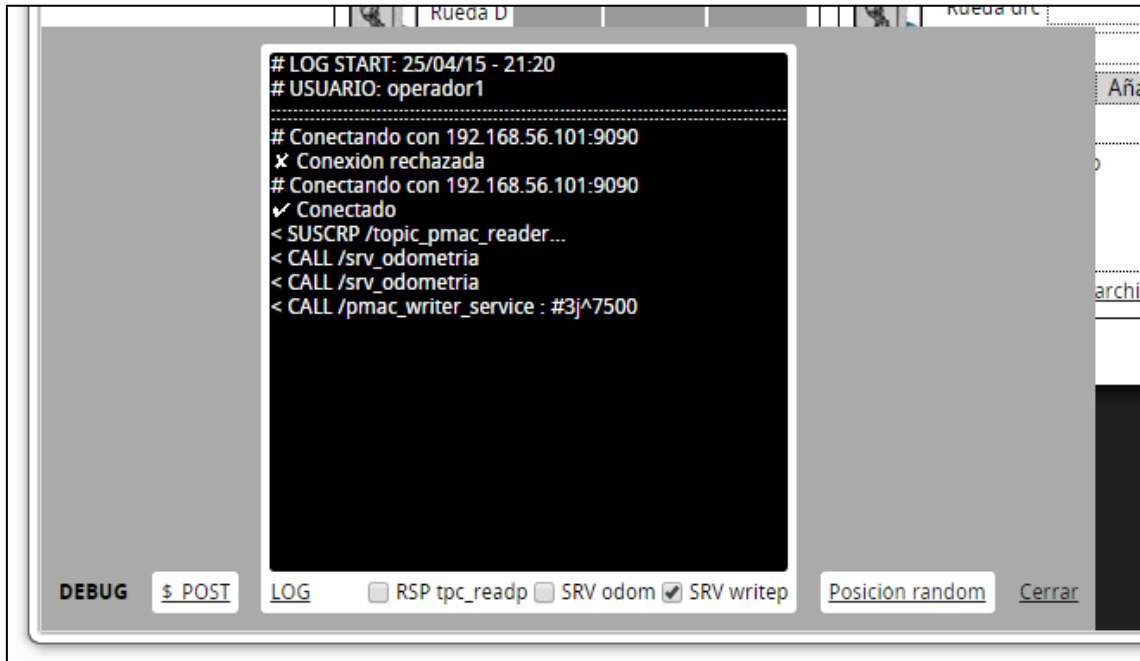 Rueda D
Rueda drc
# LOG START: 25/04/15 - 21:20
# USUARIO: operador1
Aña
# Conectando con 192.168.56.101:9090
✘ Conexión rechazada
# Conectando con 192.168.56.101:9090
✔ Conectado
< SUSCRP /topic_pmac_reader...
< CALL /srv_odometria
< CALL /srv_odometria
< CALL /pmac_writer_service : #3j^7500
archi
DEBUG $_POST LOG RSP tpc_readp SRV odom SRV writep Posición random Cerrar